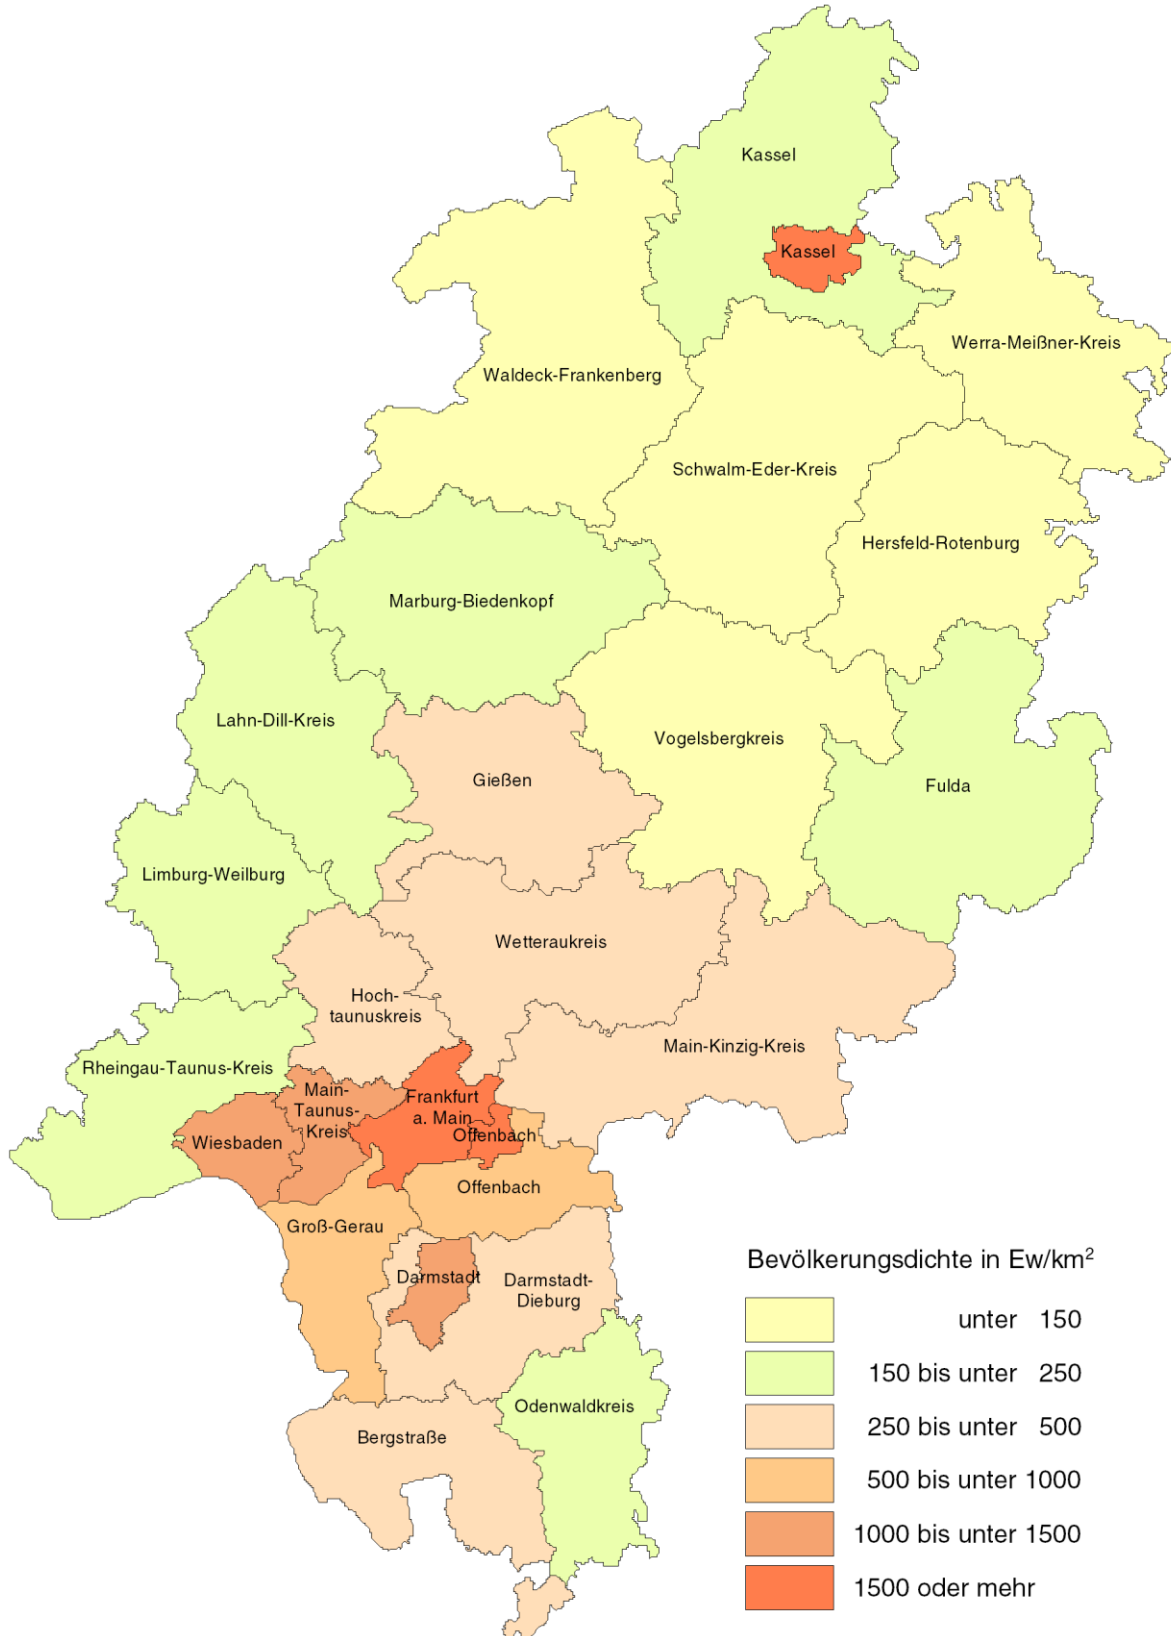 Kassel
Kassel
Werra-Meißner-Kreis
Waldeck-Frankenberg
Schwalm-Eder-Kreis
Hersfeld-Rotenburg
Marburg-Biedenkopf
Lahn-Dill-Kreis
Vogelsbergkreis
Gießen
Fulda
Limburg-Weilburg
Wetteraukreis
Hoch-
taunuskreis
Main-Kinzig-Kreis
Rheingau-Taunus-Kreis
Main-
Taunus-
Kreis
Frankfurt
a. Main
Offenbach
Wiesbaden
Offenbach
Groß-Gerau
Darmstadt
Darmstadt-
Dieburg
Odenwaldkreis
Bergstraße
Bevölkerungsdichte in Ew/km²
unter 150
150 bis unter 250
250 bis unter 500
500 bis unter 1000
1000 bis unter 1500
1500 oder mehr